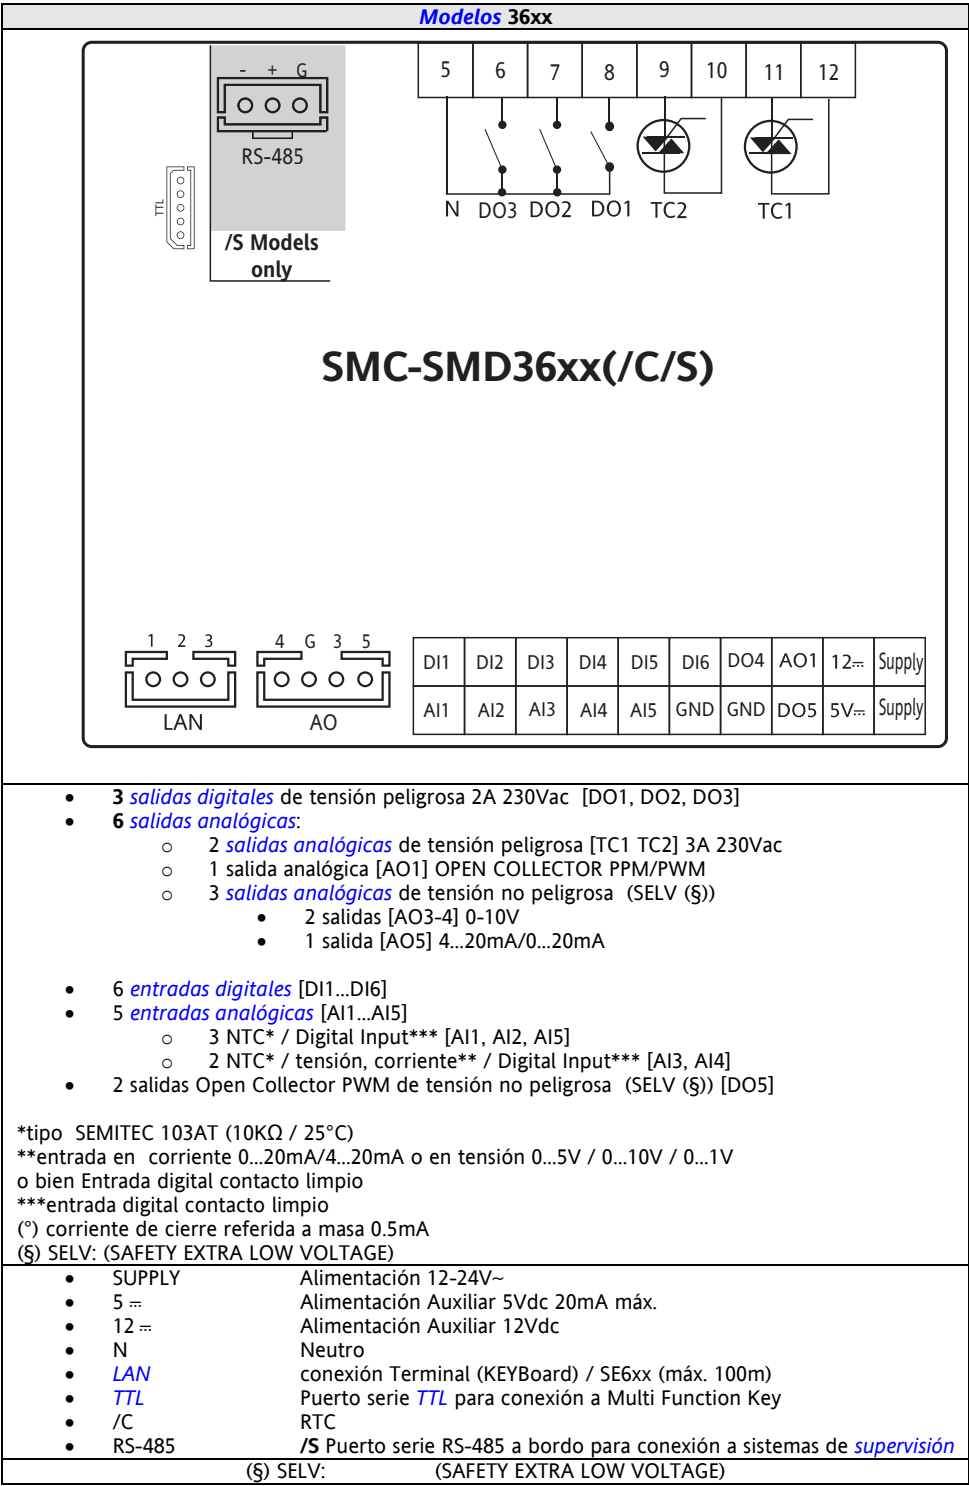 Modelos 36xx
- + G
RS-485
TTL
/S Models
only
5 6 7 8 9 10 11 12
N DO3 DO2 DO1 TC2 TC1
SMC-SMD36xx(/C/S)
1 2 3
LAN
4 G 3 5
AO
DI1 DI2 DI3 DI4 DI5 DI6 DO4 AO1 12⎓ Supply
AI1 AI2 AI3 AI4 AI5 GND GND DO5 5V⎓ Supply
• 3 salidas digitales de tensión peligrosa 2A 230Vac [DO1, DO2, DO3]
• 6 salidas analógicas:
o 2 salidas analógicas de tensión peligrosa [TC1 TC2] 3A 230Vac
o 1 salida analógica [AO1] OPEN COLLECTOR PPM/PWM
o 3 salidas analógicas de tensión no peligrosa (SELV (§))
• 2 salidas [AO3-4] 0-10V
• 1 salida [AO5] 4...20mA/0...20mA
• 6 entradas digitales [DI1...DI6]
• 5 entradas analógicas [AI1...AI5]
o 3 NTC* / Digital Input*** [AI1, AI2, AI5]
o 2 NTC* / tensión, corriente** / Digital Input*** [AI3, AI4]
• 2 salidas Open Collector PWM de tensión no peligrosa (SELV (§)) [DO5]
*tipo SEMITEC 103AT (10KΩ / 25°C)
**entrada en corriente 0...20mA/4...20mA o en tensión 0...5V / 0...10V / 0...1V
o bien Entrada digital contacto limpio
***entrada digital contacto limpio
(°) corriente de cierre referida a masa 0.5mA
(§) SELV: (SAFETY EXTRA LOW VOLTAGE)
• SUPPLY Alimentación 12-24V~
• 5 ⎓ Alimentación Auxiliar 5Vdc 20mA máx.
• 12 ⎓ Alimentación Auxiliar 12Vdc
• N Neutro
• LAN conexión Terminal (KEYBoard) / SE6xx (máx. 100m)
• TTL Puerto serie TTL para conexión a Multi Function Key
• /C RTC
• RS-485 /S Puerto serie RS-485 a bordo para conexión a sistemas de supervisión
(§) SELV: (SAFETY EXTRA LOW VOLTAGE)